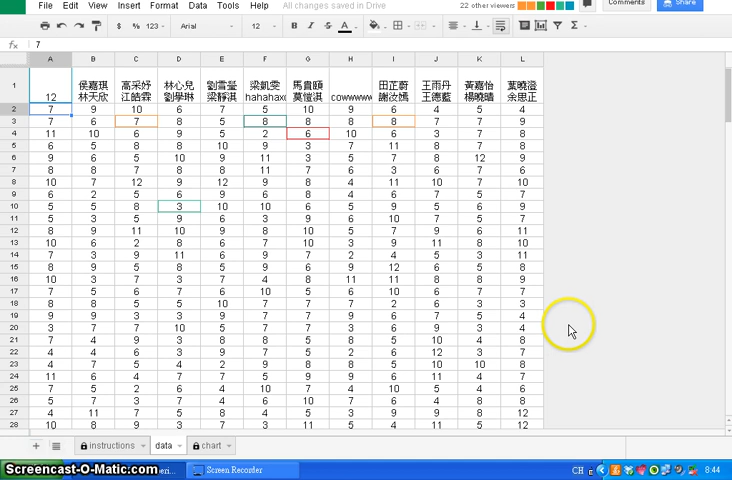 File Edit View Insert Format Data Tools Help All changes saved in Drive 22 other viewers Comments Share
$ % 123 Arial 12 B I S A Σ
fx 7
A B C D E F G H I J K L
侯嘉琪 高采妤 林心兒 劉雪瑩 梁凱雯 馬貴頤 田芷蔚 王雨丹 黃嘉怡 葉曉澄
1 12 林天欣 江皓霖 劉學琳 梁靜淇 hahahaxd 莫愷淇 cowwwww 謝汝嫣 王德藍 楊曉晴 余思正
2 7 9 10 6 7 5 10 9 6 4 5 4
3 7 6 7 8 5 8 8 8 8 7 7 9
4 11 10 6 9 5 2 6 10 6 3 7 8
5 6 5 8 8 10 9 3 7 11 8 7 7
6 9 6 5 10 9 11 3 5 7 8 12 9
7 8 8 7 8 8 11 7 6 3 6 7 6
8 10 7 12 9 12 9 8 4 11 10 7 10
9 6 2 5 6 9 6 8 4 6 7 5 7
10 5 5 8 3 10 10 6 5 9 5 6 9
11 5 3 5 9 6 3 9 6 10 7 5 7
12 8 9 11 10 9 8 10 5 7 9 6 11
13 10 6 2 8 6 7 10 3 9 11 8 10
14 7 3 9 11 6 9 7 2 4 5 3 11
15 8 9 5 8 5 9 6 9 12 6 5 8
16 10 3 7 3 7 4 8 11 11 8 9 8
17 7 5 6 7 6 10 5 6 10 6 7 7
18 8 8 5 5 10 7 7 7 2 6 3 3
19 9 9 3 3 9 7 7 9 6 7 5 4
20 3 7 7 10 5 7 7 3 6 9 3 4
21 7 4 9 3 8 8 5 8 5 10 4 8
22 4 4 6 3 9 7 5 2 6 12 3 7
23 4 7 5 4 2 9 8 8 5 10 10 8
24 11 6 4 7 7 5 9 9 6 11 4 7
25 7 5 2 6 4 10 7 4 10 5 4 6
26 5 7 3 7 4 6 10 7 6 4 8 8
27 4 11 7 5 8 4 5 3 9 9 8 12
28 10 8 9 3 7 3 11 5 4 11 5 12
instructions data chart
Screencast-O-Matic.com Screen Recorder CH 8:44